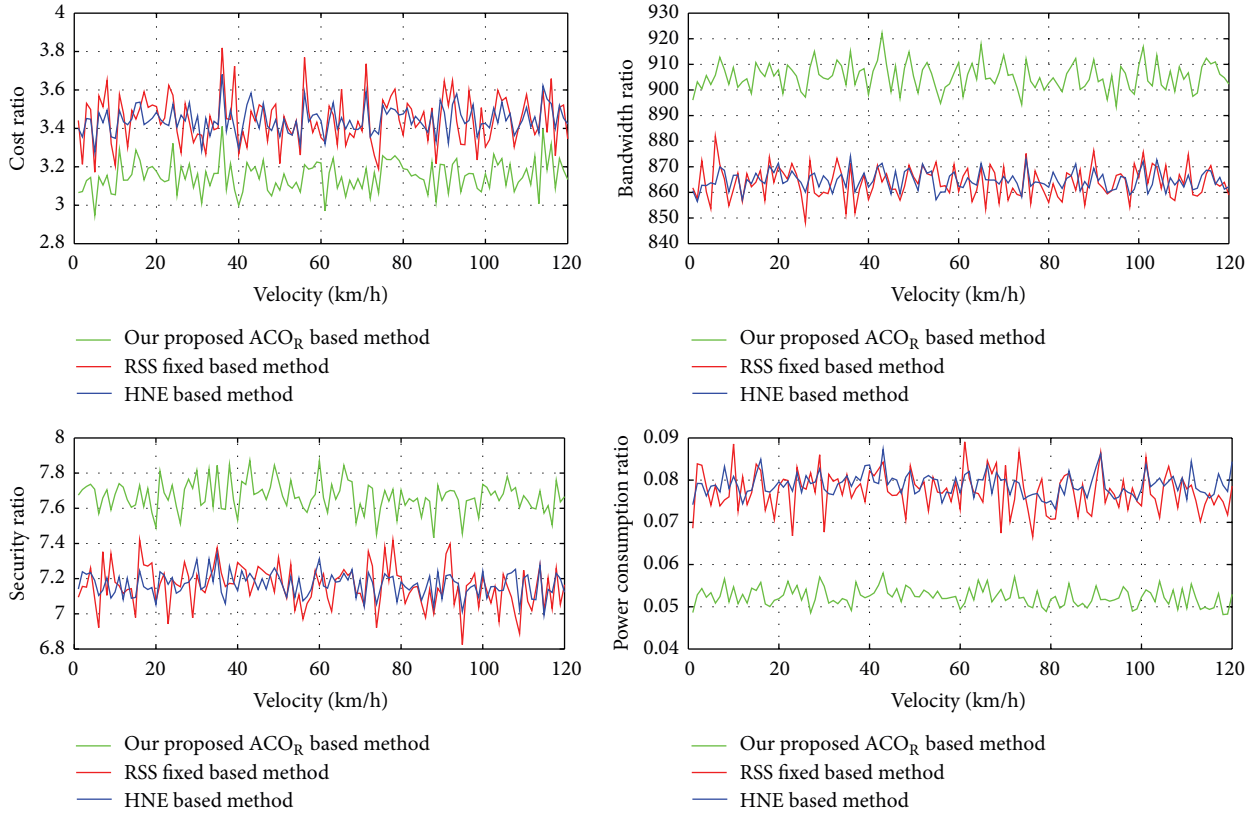 4
3.8
3.6
3.4
3.2
3
2.8
Cost ratio
0 20 40 60 80 100 120
Velocity (km/h)
Our proposed ACO_R based method
RSS fixed based method
HNE based method
930
920
910
900
890
880
870
860
850
840
Bandwidth ratio
0 20 40 60 80 100 120
Velocity (km/h)
Our proposed ACO_R based method
RSS fixed based method
HNE based method
8
7.8
7.6
7.4
7.2
7
6.8
Security ratio
0 20 40 60 80 100 120
Velocity (km/h)
Our proposed ACO_R based method
RSS fixed based method
HNE based method
0.09
0.08
0.07
0.06
0.05
0.04
Power consumption ratio
0 20 40 60 80 100 120
Velocity (km/h)
Our proposed ACO_R based method
RSS fixed based method
HNE based method